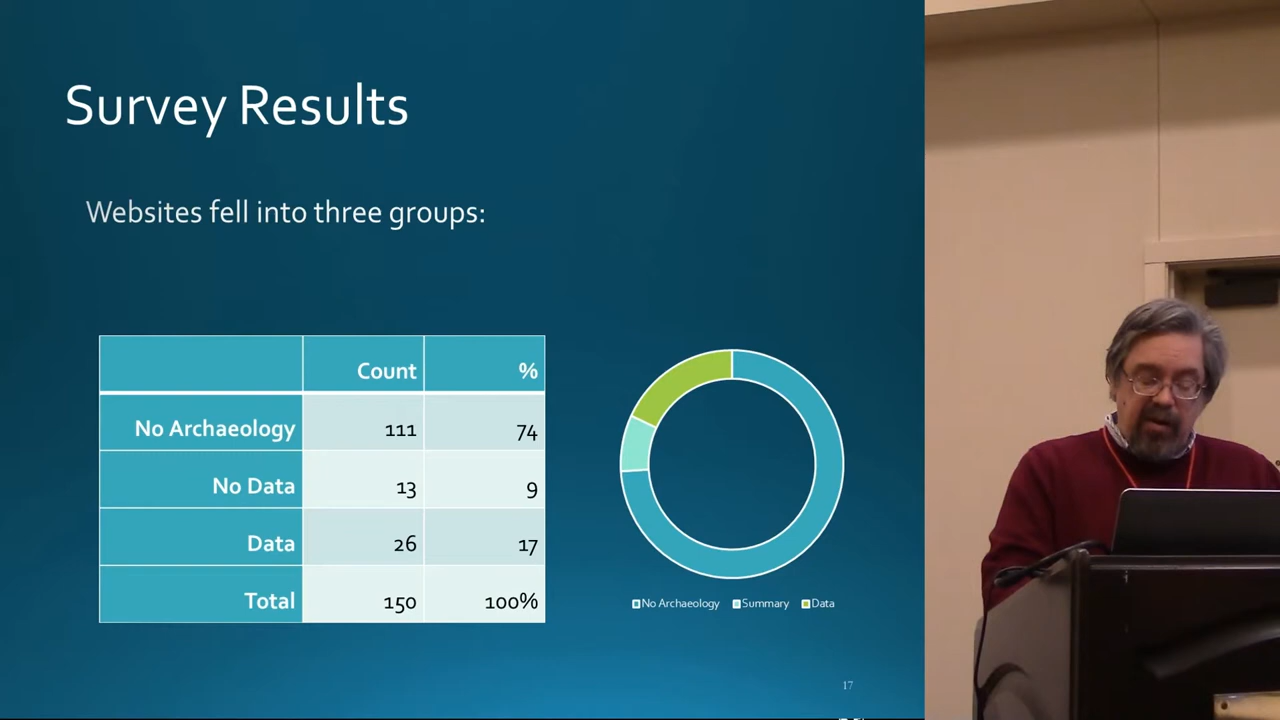 Survey Results
Websites fell into three groups:
Count %
No Archaeology 111 74
No Data 13 9
Data 26 17
Total 150 100%
No Archaeology Summary Data
17